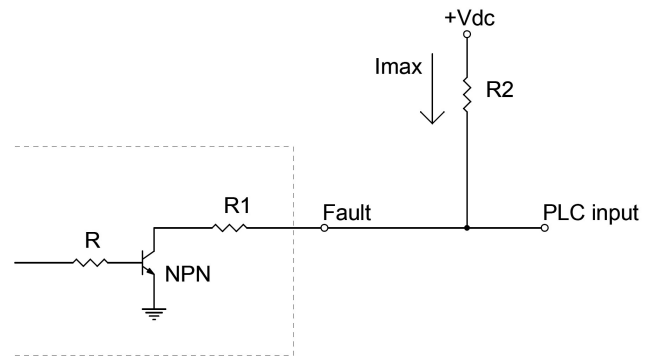 +Vdc
Imax
R2
R1
Fault
PLC input
R
NPN